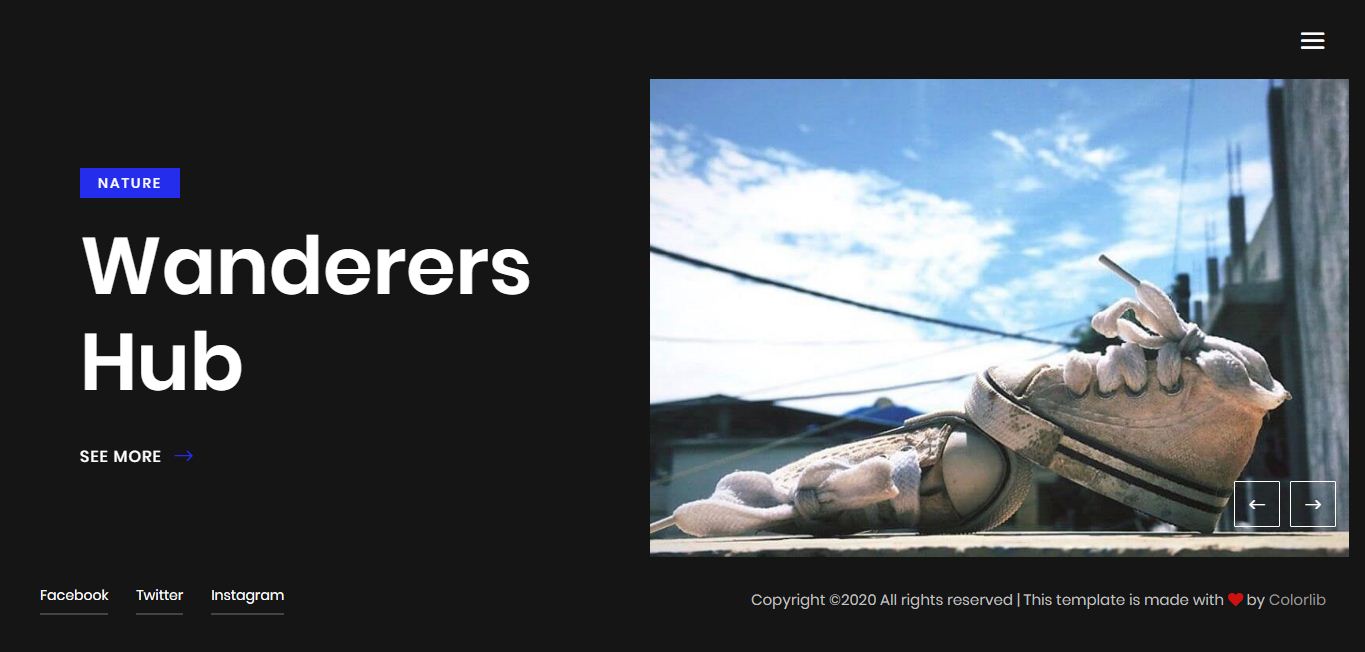 NATURE
Wanderers
Hub
SEE MORE
Facebook Twitter Instagram
Copyright ©2020 All rights reserved | This template is made with ❤ by Colorlib